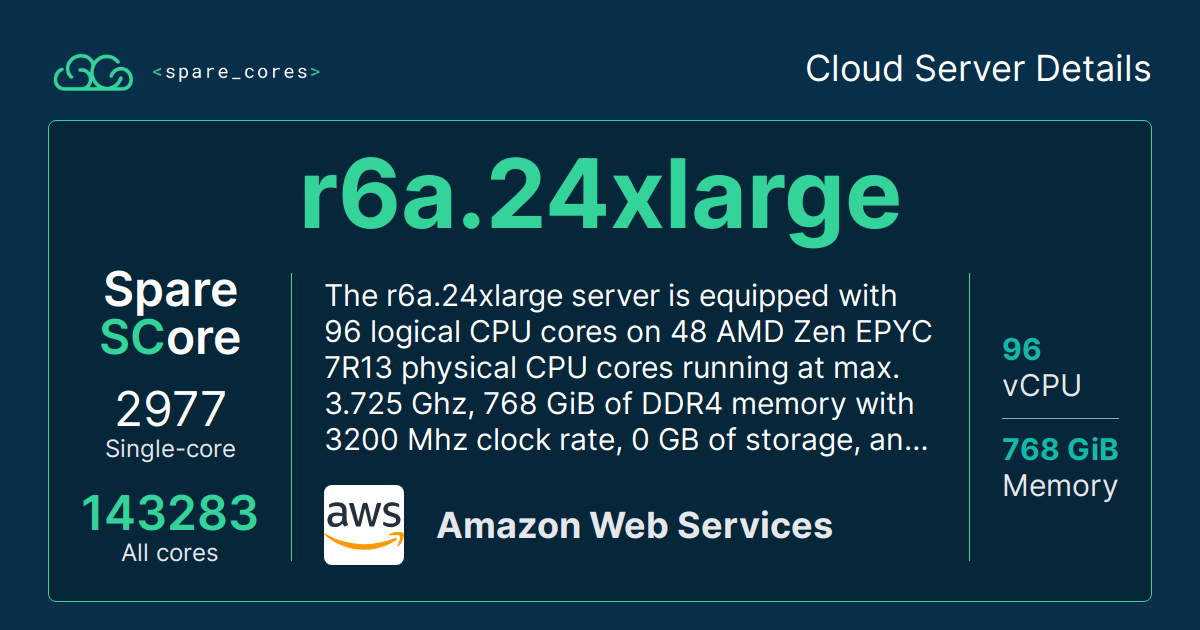 <spare_cores>
Cloud Server Details
r6a.24xlarge
Spare
SCore
2977
Single-core
143283
All cores
The r6a.24xlarge server is equipped with
96 logical CPU cores on 48 AMD Zen EPYC
7R13 physical CPU cores running at max.
3.725 Ghz, 768 GiB of DDR4 memory with
3200 Mhz clock rate, 0 GB of storage, an...
aws
Amazon Web Services
96
vCPU
768 GiB
Memory